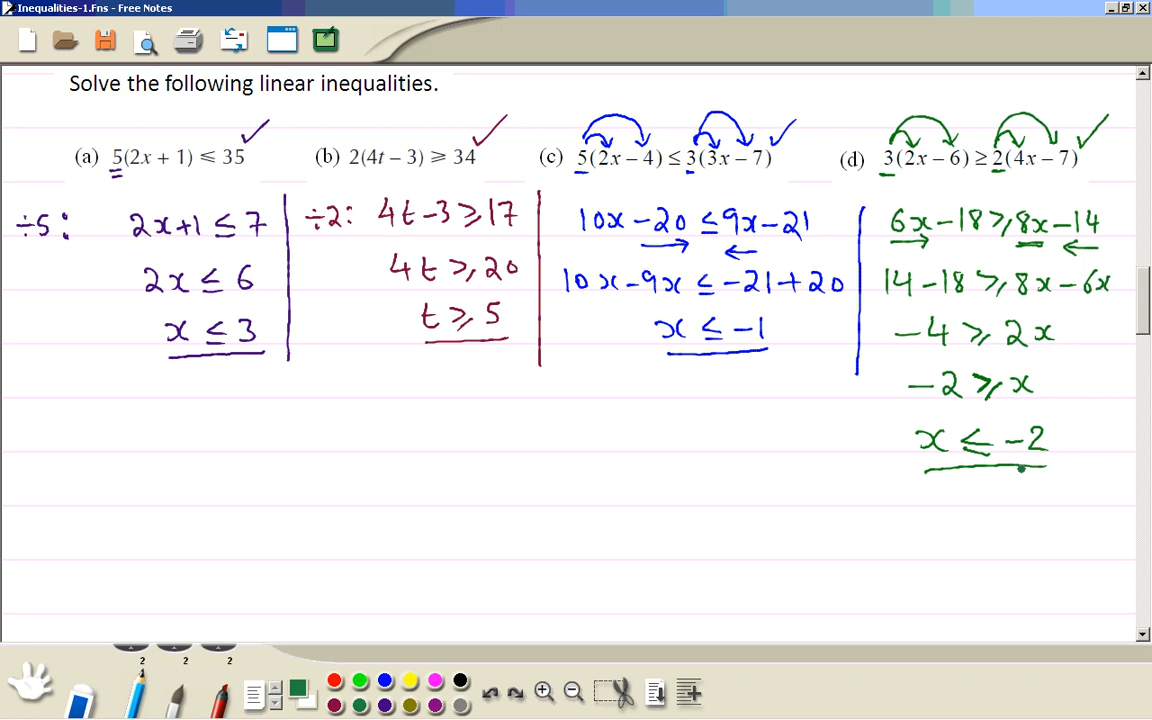 Inequalities-1.Fns - Free Notes
Solve the following linear inequalities.
(a) 5(2x + 1) ⩽ 35
÷5: 2x+1 ≤ 7
2x ≤ 6
x ≤ 3
(b) 2(4t − 3) ⩾ 34
÷2: 4t-3 ⩾ 17
4t ⩾ 20
t ⩾ 5
(c) 5(2x − 4) ≤ 3(3x − 7)
10x - 20 ≤ 9x - 21
10x - 9x ≤ -21 + 20
x ≤ -1
(d) 3(2x − 6) ≥ 2(4x − 7)
6x - 18 ⩾ 8x - 14
14 - 18 ⩾ 8x - 6x
-4 ⩾ 2x
-2 ⩾ x
x ≤ -2
2 2 2